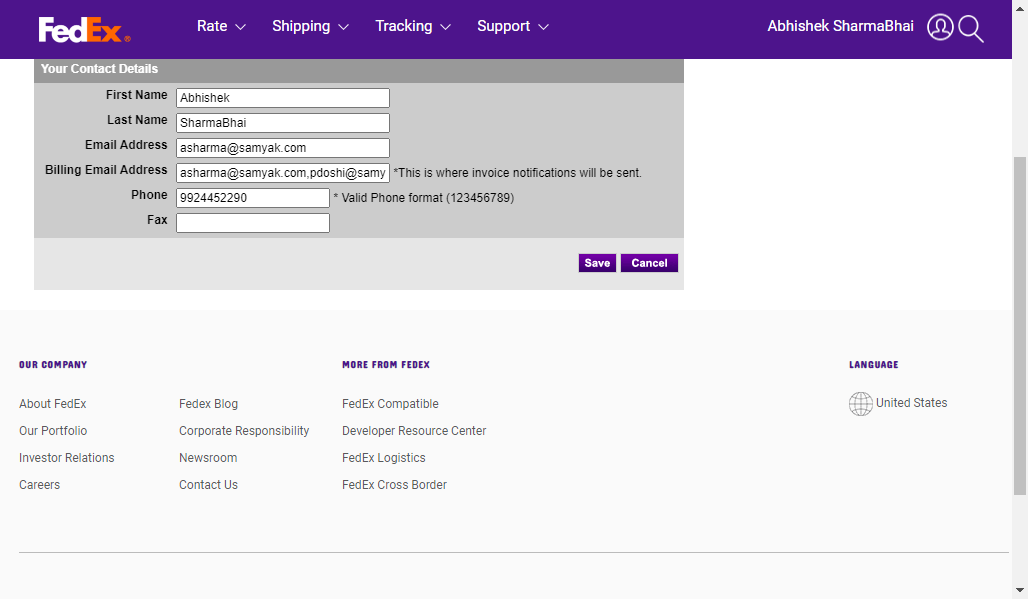 FedEx®
Rate Shipping Tracking Support Abhishek SharmaBhai
Your Contact Details
First Name Abhishek
Last Name SharmaBhai
Email Address asharma@samyak.com
Billing Email Address asharma@samyak.com,pdoshi@samy *This is where invoice notifications will be sent.
Phone 9924452290 * Valid Phone format (123456789)
Fax
Save Cancel
OUR COMPANY MORE FROM FEDEX LANGUAGE
About FedEx Fedex Blog FedEx Compatible United States
Our Portfolio Corporate Responsibility Developer Resource Center
Investor Relations Newsroom FedEx Logistics
Careers Contact Us FedEx Cross Border